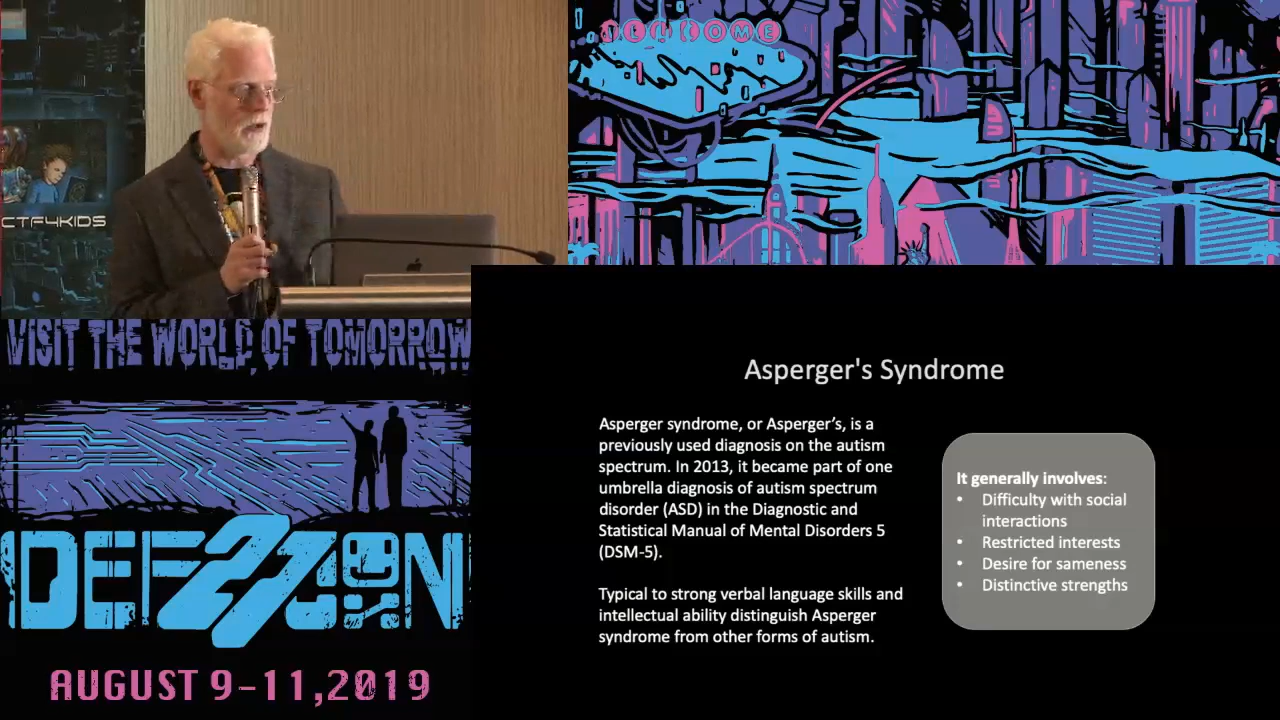 WELCOME
CTF4KIDS
VISIT THE WORLD OF TOMORROW
DEF 27 CON
AUGUST 9-11,2019
Asperger's Syndrome
Asperger syndrome, or Asperger’s, is a
previously used diagnosis on the autism
spectrum. In 2013, it became part of one
umbrella diagnosis of autism spectrum
disorder (ASD) in the Diagnostic and
Statistical Manual of Mental Disorders 5
(DSM-5).
Typical to strong verbal language skills and
intellectual ability distinguish Asperger
syndrome from other forms of autism.
It generally involves:
• Difficulty with social
interactions
• Restricted interests
• Desire for sameness
• Distinctive strengths